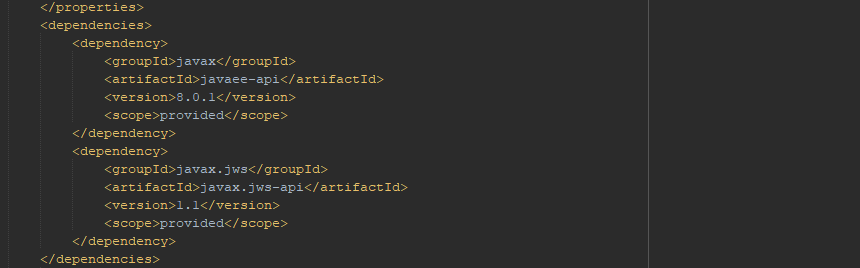 </properties>
<dependencies>
<dependency>
<groupId>javax</groupId>
<artifactId>javaee-api</artifactId>
<version>8.0.1</version>
<scope>provided</scope>
</dependency>
<dependency>
<groupId>javax.jws</groupId>
<artifactId>javax.jws-api</artifactId>
<version>1.1</version>
<scope>provided</scope>
</dependency>
</dependencies>